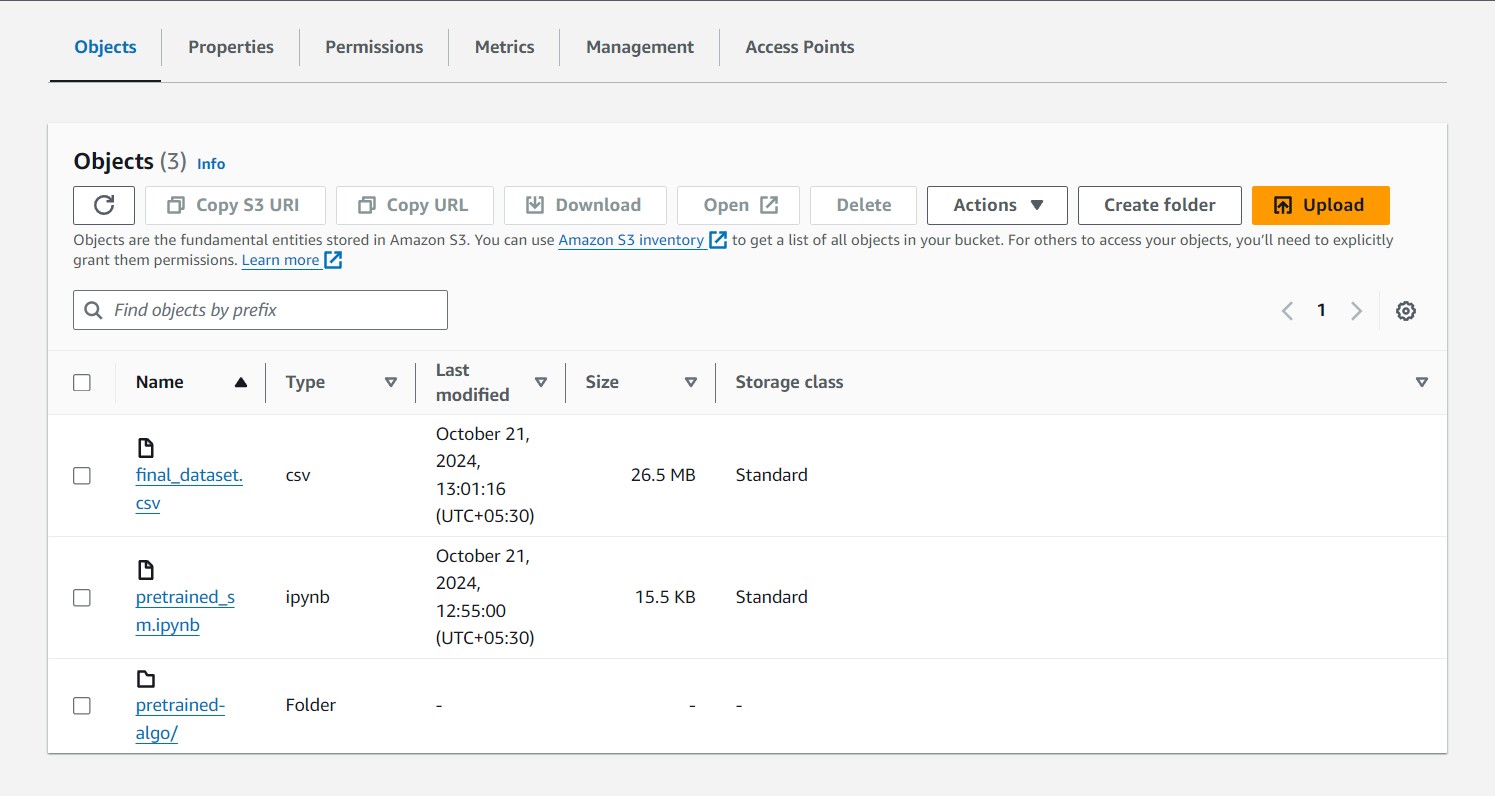 Objects Properties Permissions Metrics Management Access Points
Objects (3) Info
Copy S3 URI Copy URL Download Open Delete Actions Create folder Upload
Objects are the fundamental entities stored in Amazon S3. You can use Amazon S3 inventory to get a list of all objects in your bucket. For others to access your objects, you’ll need to explicitly
grant them permissions. Learn more
Find objects by prefix
1
Name Type Last modified Size Storage class
final_dataset.
csv
csv
October 21,
2024,
13:01:16
(UTC+05:30)
26.5 MB
Standard
pretrained_s
m.ipynb
ipynb
October 21,
2024,
12:55:00
(UTC+05:30)
15.5 KB
Standard
pretrained-
algo/
Folder
-
-
-